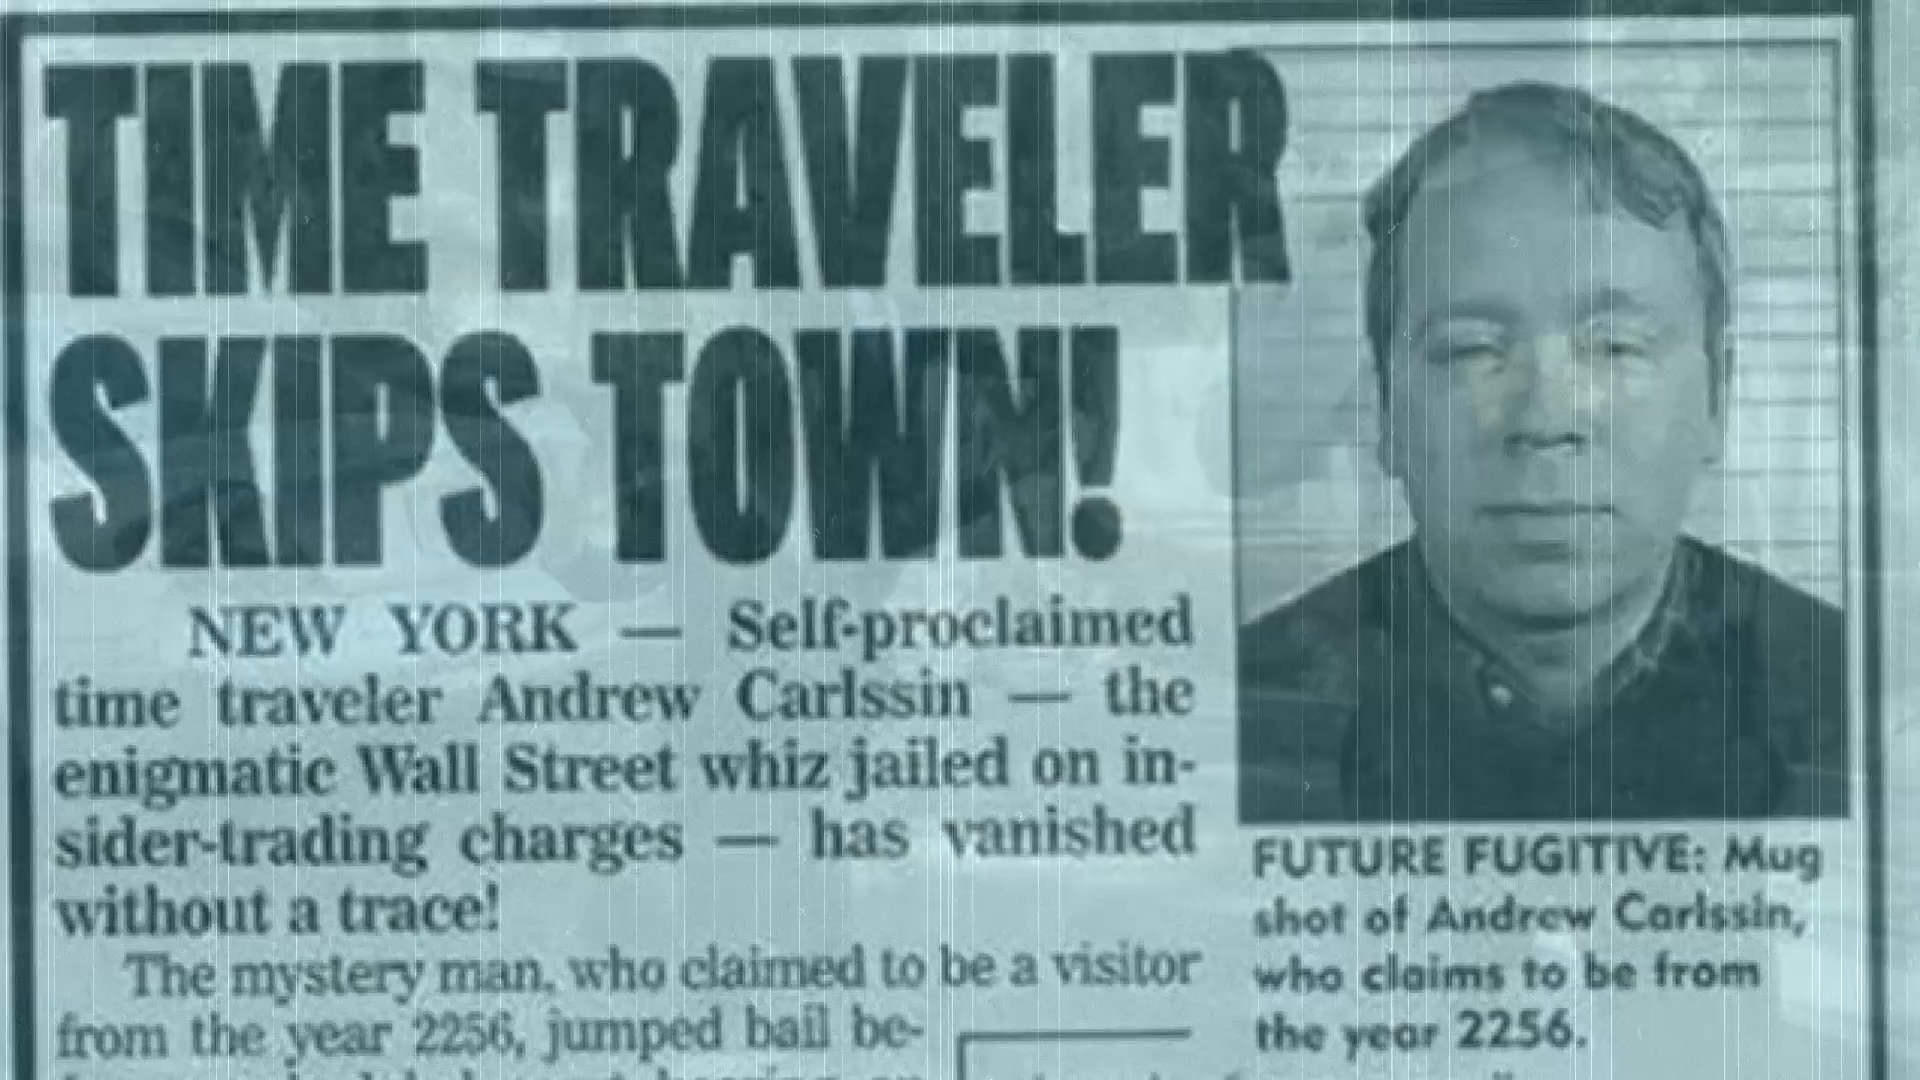 TIME TRAVELER
SKIPS TOWN!
NEW YORK — Self-proclaimed
time traveler Andrew Carlssin — the
enigmatic Wall Street whiz jailed on in-
sider-trading charges — has vanished
without a trace!
The mystery man, who claimed to be a visitor
from the year 2256, jumped bail be-
FUTURE FUGITIVE: Mug
shot of Andrew Carlssin,
who claims to be from
the year 2256.